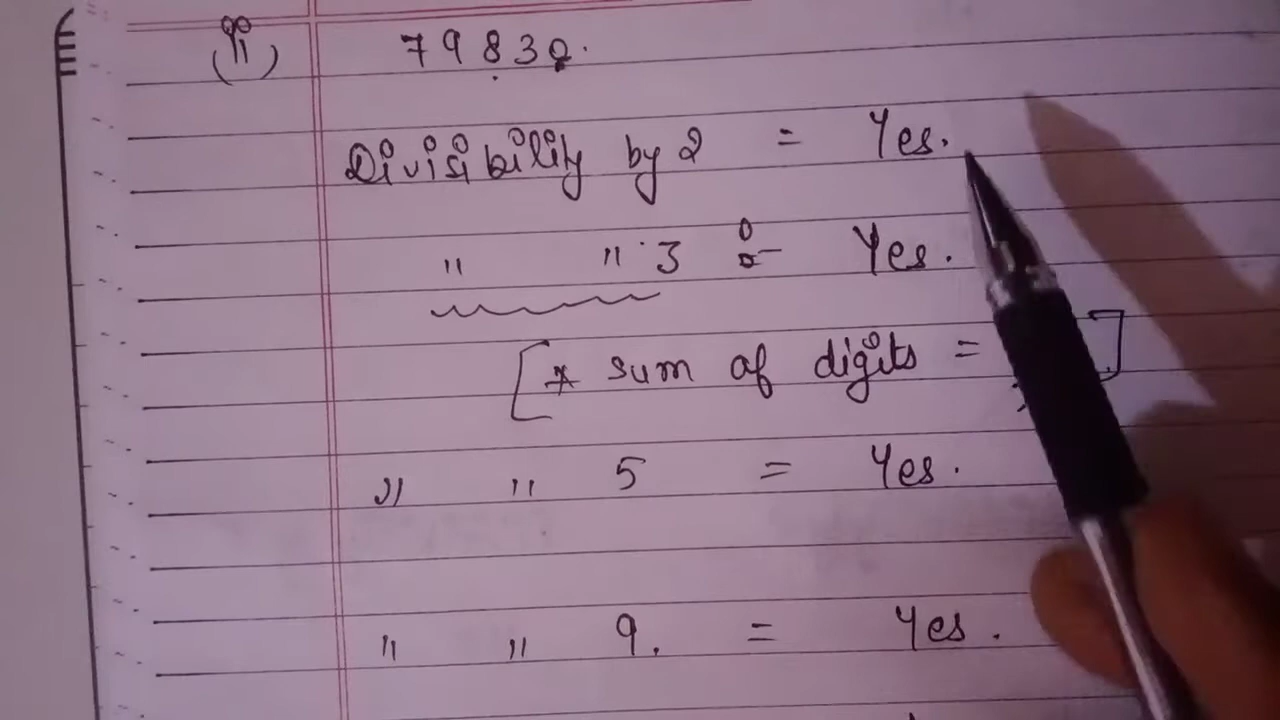 (ii) 79830.
Divisibility by 2 = Yes.
" " 3 :- Yes.
[* sum of digits = ]
" " 5 = Yes.
" " 9. = Yes.